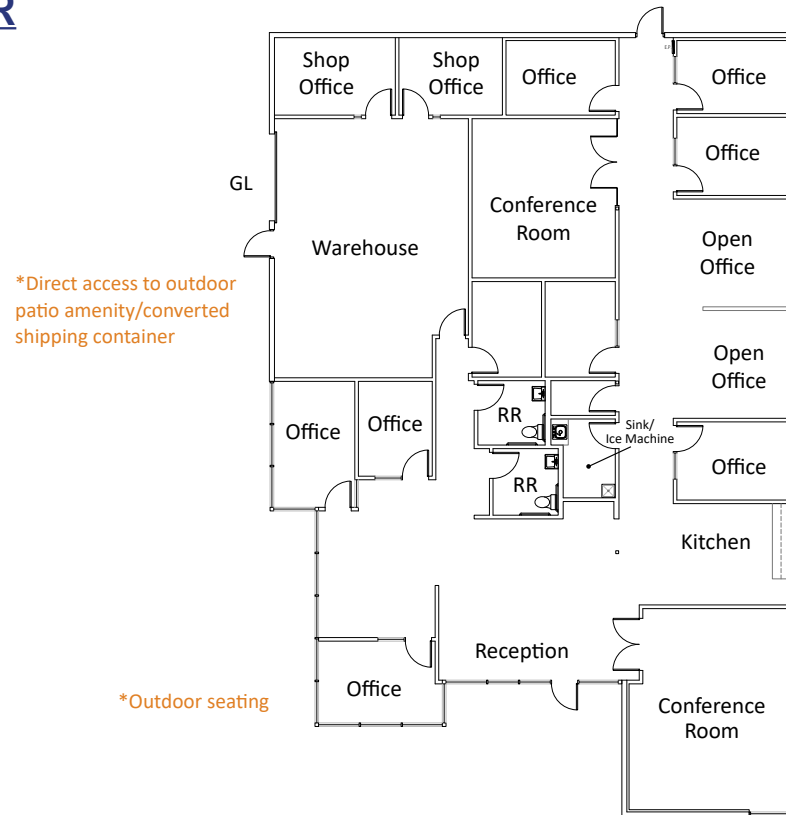 R
Shop
Office
Shop
Office
Office
Office
Office
GL
Conference
Room
Warehouse
Open
Office
*Direct access to outdoor
patio amenity/converted
shipping container
Open
Office
Office
Office
RR
Sink/
Ice Machine
Office
RR
Kitchen
Reception
Office
*Outdoor seating
Conference
Room